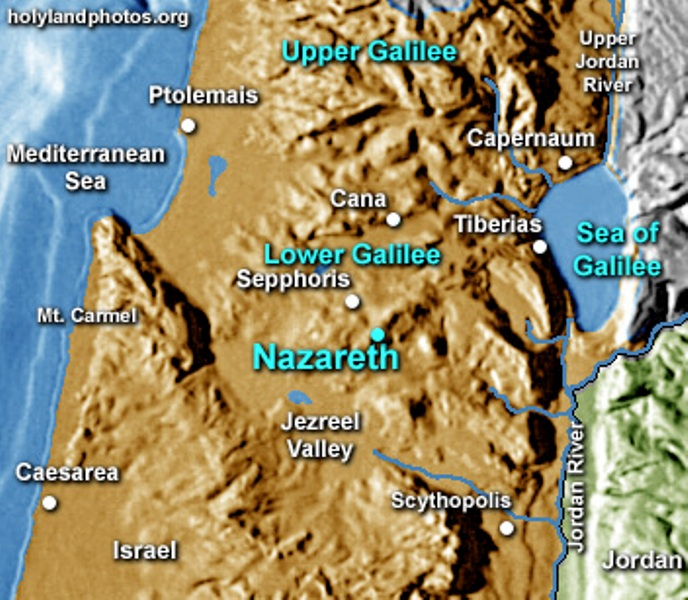 holylandphotos.org
Upper Galilee
Upper
Jordan
River
Ptolemais
Mediterranean
Sea
Capernaum
Cana
Tiberias
Sea of
Galilee
Lower Galilee
Sepphoris
Mt. Carmel
Nazareth
Jezreel
Valley
Caesarea
Scythopolis
Jordan River
Israel
Jordan